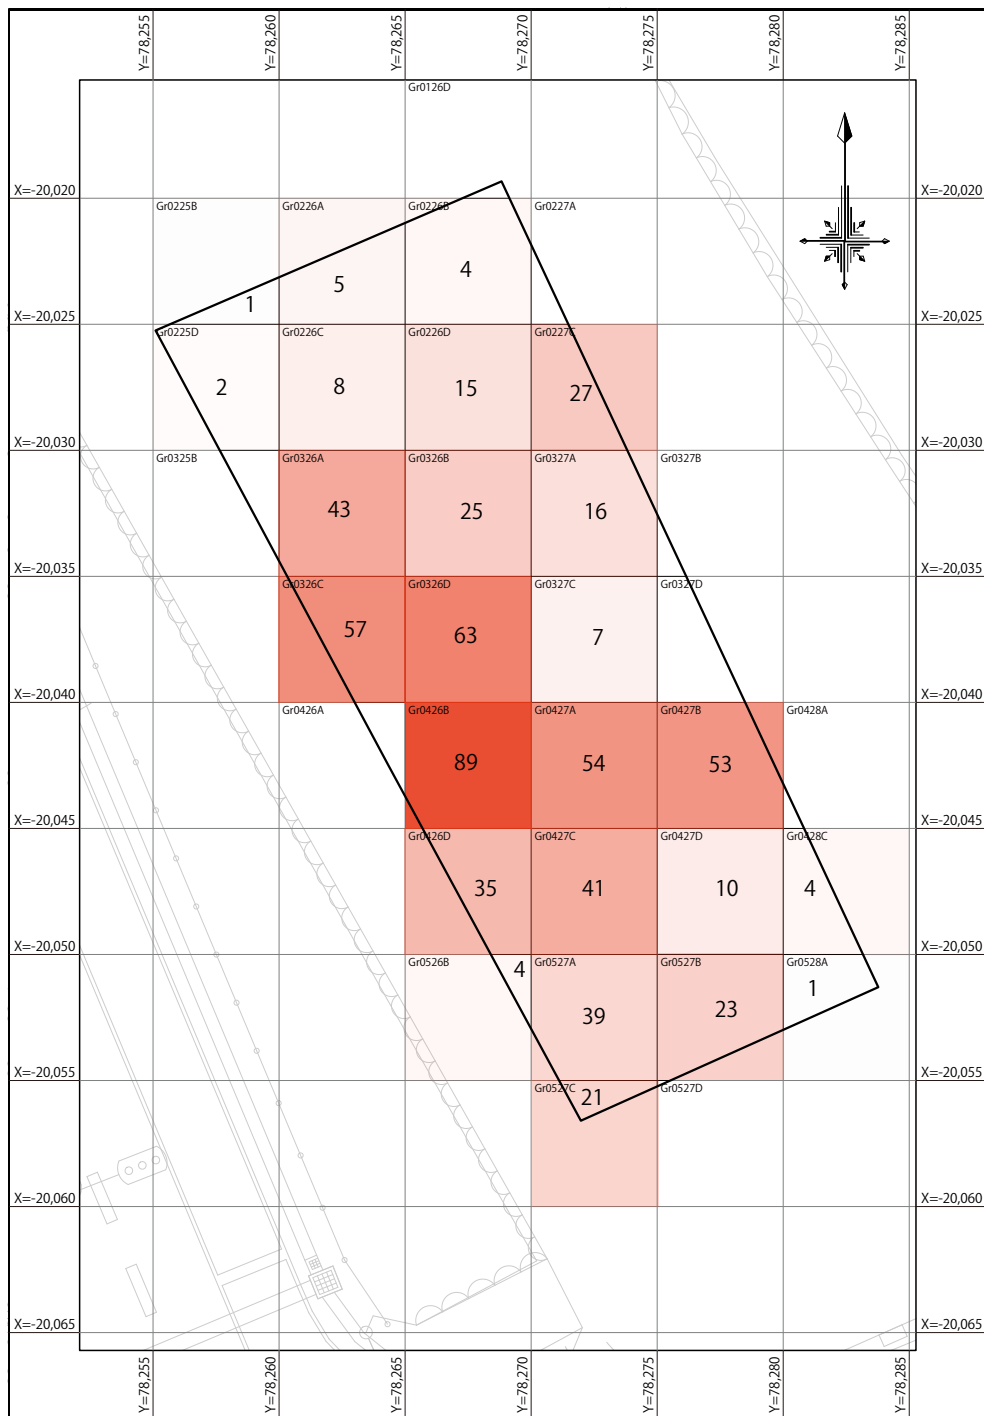 Y=78,255 Y=78,260 Y=78,265 Y=78,270 Y=78,275 Y=78,280 Y=78,285
Gr0126D
X=-20,020 X=-20,020
Gr0225B Gr0226A Gr0226B Gr0227A
1 5 4
X=-20,025 X=-20,025
Gr0225D Gr0226C Gr0226D Gr0227C
2 8 15 27
X=-20,030 X=-20,030
Gr0325B Gr0326A Gr0326B Gr0327A Gr0327B
43 25 16
X=-20,035 X=-20,035
Gr0326C Gr0326D Gr0327C Gr0327D
57 63 7
X=-20,040 X=-20,040
Gr0426A Gr0426B Gr0427A Gr0427B Gr0428A
89 54 53
X=-20,045 X=-20,045
Gr0426D Gr0427C Gr0427D Gr0428C
35 41 10 4
X=-20,050 X=-20,050
Gr0526B Gr0527A Gr0527B Gr0528A
4 39 23 1
X=-20,055 X=-20,055
Gr0527C Gr0527D
21
X=-20,060 X=-20,060
X=-20,065 X=-20,065
Y=78,255 Y=78,260 Y=78,265 Y=78,270 Y=78,275 Y=78,280 Y=78,285